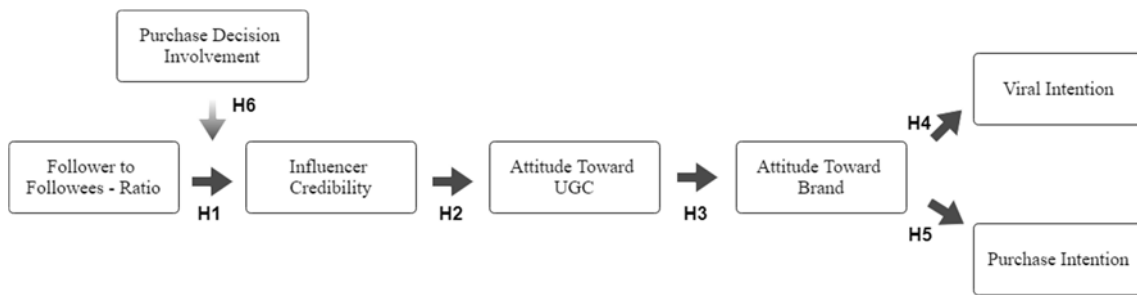 Purchase Decision
Involvement
H6
Viral Intention
H4
Follower to
Followees - Ratio
H1
Influencer
Credibility
H2
Attitude Toward
UGC
H3
Attitude Toward
Brand
H5
Purchase Intention